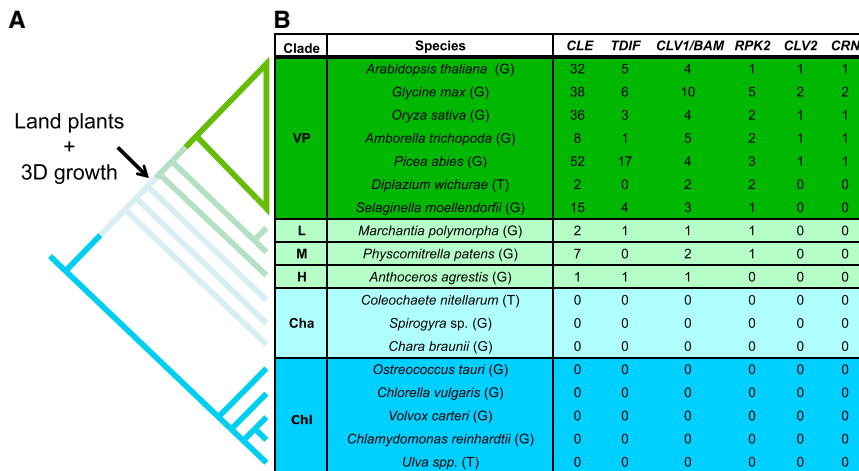 A
B
Land plants
+
3D growth
Clade Species CLE TDIF CLV1/BAM RPK2 CLV2 CRN
VP
Arabidopsis thaliana (G) 32 5 4 1 1 1
Glycine max (G) 38 6 10 5 2 2
Oryza sativa (G) 36 3 4 2 1 1
Amborella trichopoda (G) 8 1 5 2 1 1
Picea abies (G) 52 17 4 3 1 1
Diplazium wichurae (T) 2 0 2 2 0 0
Selaginella moellendorfii (G) 15 4 3 1 0 0
L Marchantia polymorpha (G) 2 1 1 1 0 0
M Physcomitrella patens (G) 7 0 2 1 0 0
H Anthoceros agrestis (G) 1 1 1 0 0 0
Cha
Coleochaete nitellarum (T) 0 0 0 0 0 0
Spirogyra sp. (G) 0 0 0 0 0 0
Chara braunii (G) 0 0 0 0 0 0
Chl
Ostreococcus tauri (G) 0 0 0 0 0 0
Chlorella vulgaris (G) 0 0 0 0 0 0
Volvox carteri (G) 0 0 0 0 0 0
Chlamydomonas reinhardtii (G) 0 0 0 0 0 0
Ulva spp. (T) 0 0 0 0 0 0